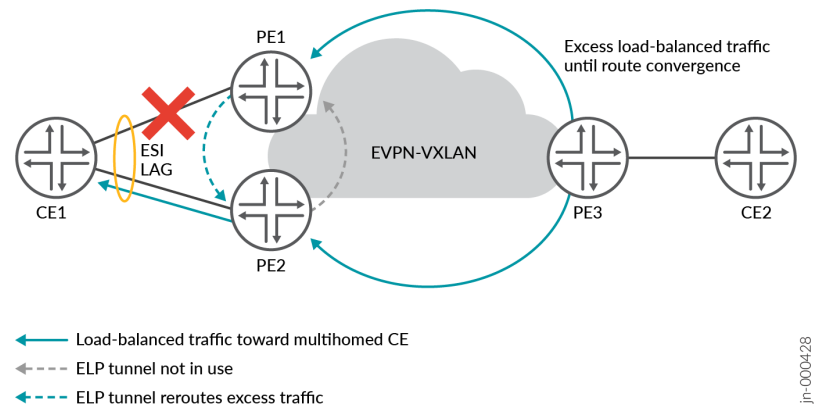 PE1
Excess load-balanced traffic
until route convergence
ESI
LAG
EVPN-VXLAN
CE1
PE3
CE2
PE2
Load-balanced traffic toward multihomed CE
ELP tunnel not in use
ELP tunnel reroutes excess traffic
jn-000428